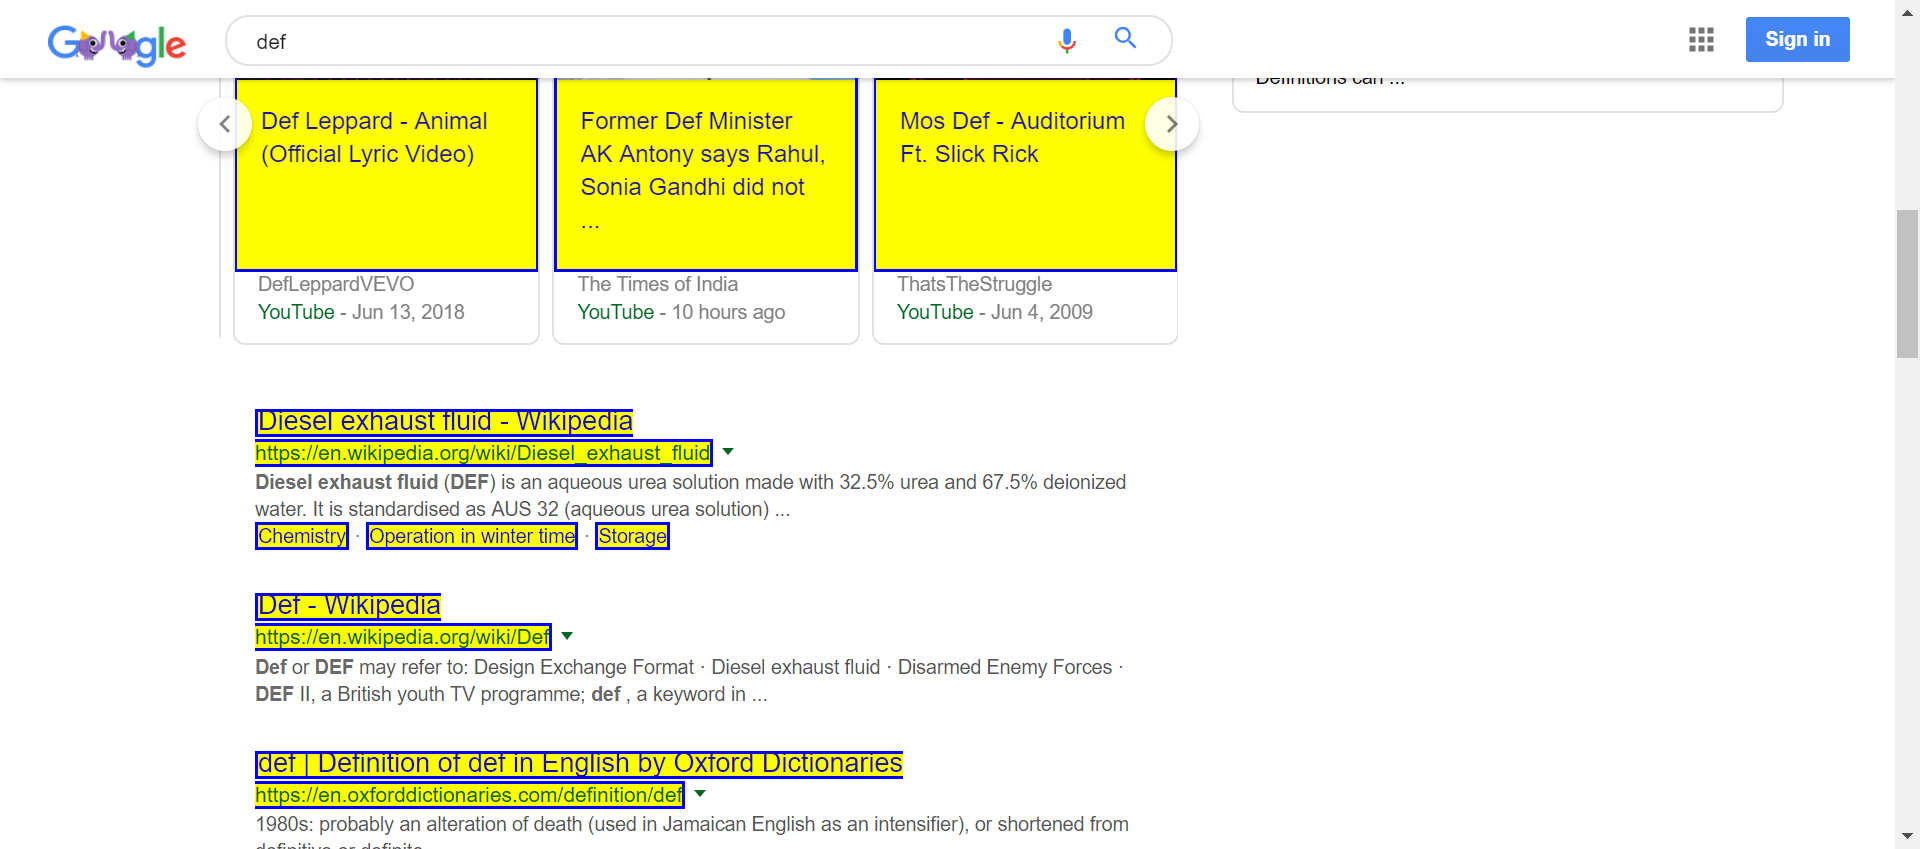 Google
def
Sign in
Definitions can ...
Def Leppard - Animal
(Official Lyric Video)
DefLeppardVEVO
YouTube - Jun 13, 2018
Former Def Minister
AK Antony says Rahul,
Sonia Gandhi did not
...
The Times of India
YouTube - 10 hours ago
Mos Def - Auditorium
Ft. Slick Rick
ThatsTheStruggle
YouTube - Jun 4, 2009
Diesel exhaust fluid - Wikipedia
https://en.wikipedia.org/wiki/Diesel_exhaust_fluid
Diesel exhaust fluid (DEF) is an aqueous urea solution made with 32.5% urea and 67.5% deionized
water. It is standardised as AUS 32 (aqueous urea solution) ...
Chemistry · Operation in winter time · Storage
Def - Wikipedia
https://en.wikipedia.org/wiki/Def
Def or DEF may refer to: Design Exchange Format · Diesel exhaust fluid · Disarmed Enemy Forces ·
DEF II, a British youth TV programme; def , a keyword in ...
def | Definition of def in English by Oxford Dictionaries
https://en.oxforddictionaries.com/definition/def
1980s: probably an alteration of death (used in Jamaican English as an intensifier), or shortened from
definitive or definite